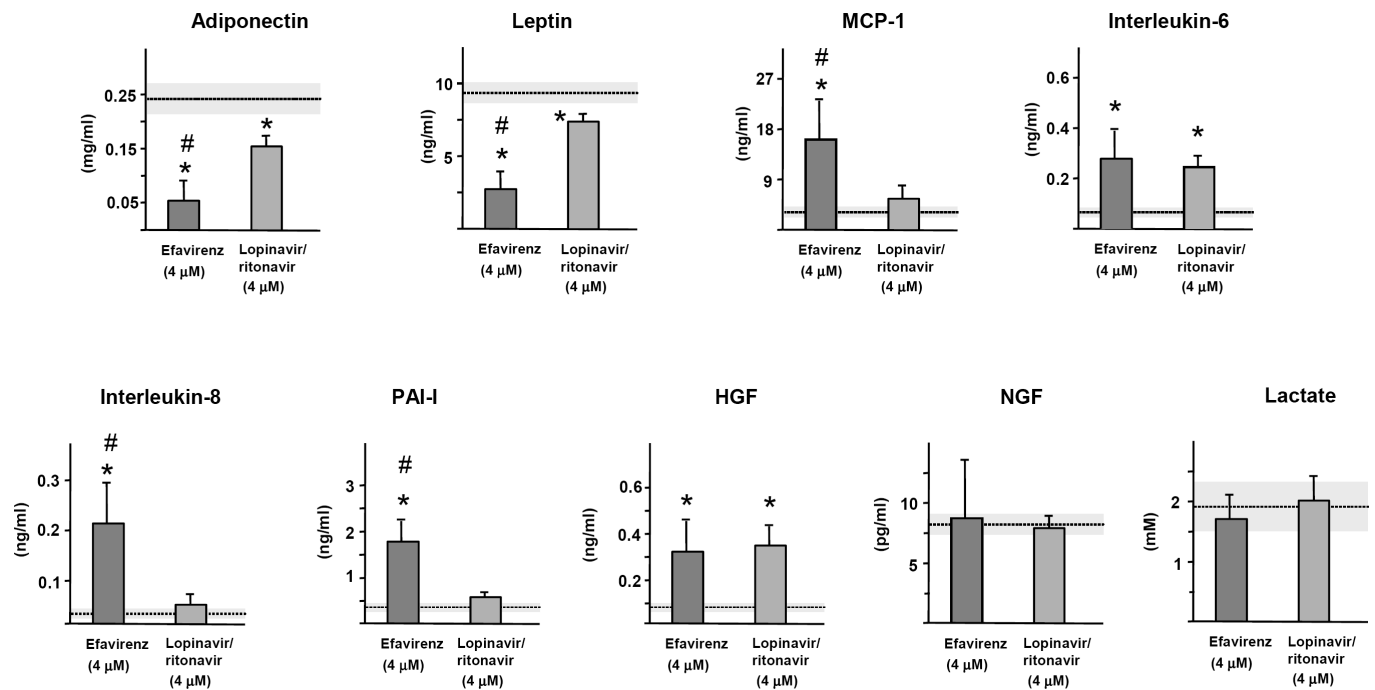 Adiponectin
Leptin
MCP-1
Interleukin-6
(mg/ml)
0.25
0.15
0.05
#
*
*
Efavirenz
(4 µM)
Lopinavir/
ritonavir
(4 µM)
(ng/ml)
10
5
#
*
*
Efavirenz
(4 µM)
Lopinavir/
ritonavir
(4 µM)
(ng/ml)
27
18
9
#
*
Efavirenz
(4 µM)
Lopinavir/
ritonavir
(4 µM)
(ng/ml)
0.6
0.4
0.2
*
*
Efavirenz
(4 µM)
Lopinavir/
ritonavir
(4 µM)
Interleukin-8
PAI-I
HGF
NGF
Lactate
(ng/ml)
0.3
0.2
0.1
#
*
Efavirenz
(4 µM)
Lopinavir/
ritonavir
(4 µM)
(ng/ml)
3
2
1
#
*
Efavirenz
(4 µM)
Lopinavir/
ritonavir
(4 µM)
(ng/ml)
0.6
0.4
0.2
*
*
Efavirenz
(4 µM)
Lopinavir/
ritonavir
(4 µM)
(pg/ml)
10
5
Efavirenz
(4 µM)
Lopinavir/
ritonavir
(4 µM)
(mM)
2
1
Efavirenz
(4 µM)
Lopinavir/
ritonavir
(4 µM)